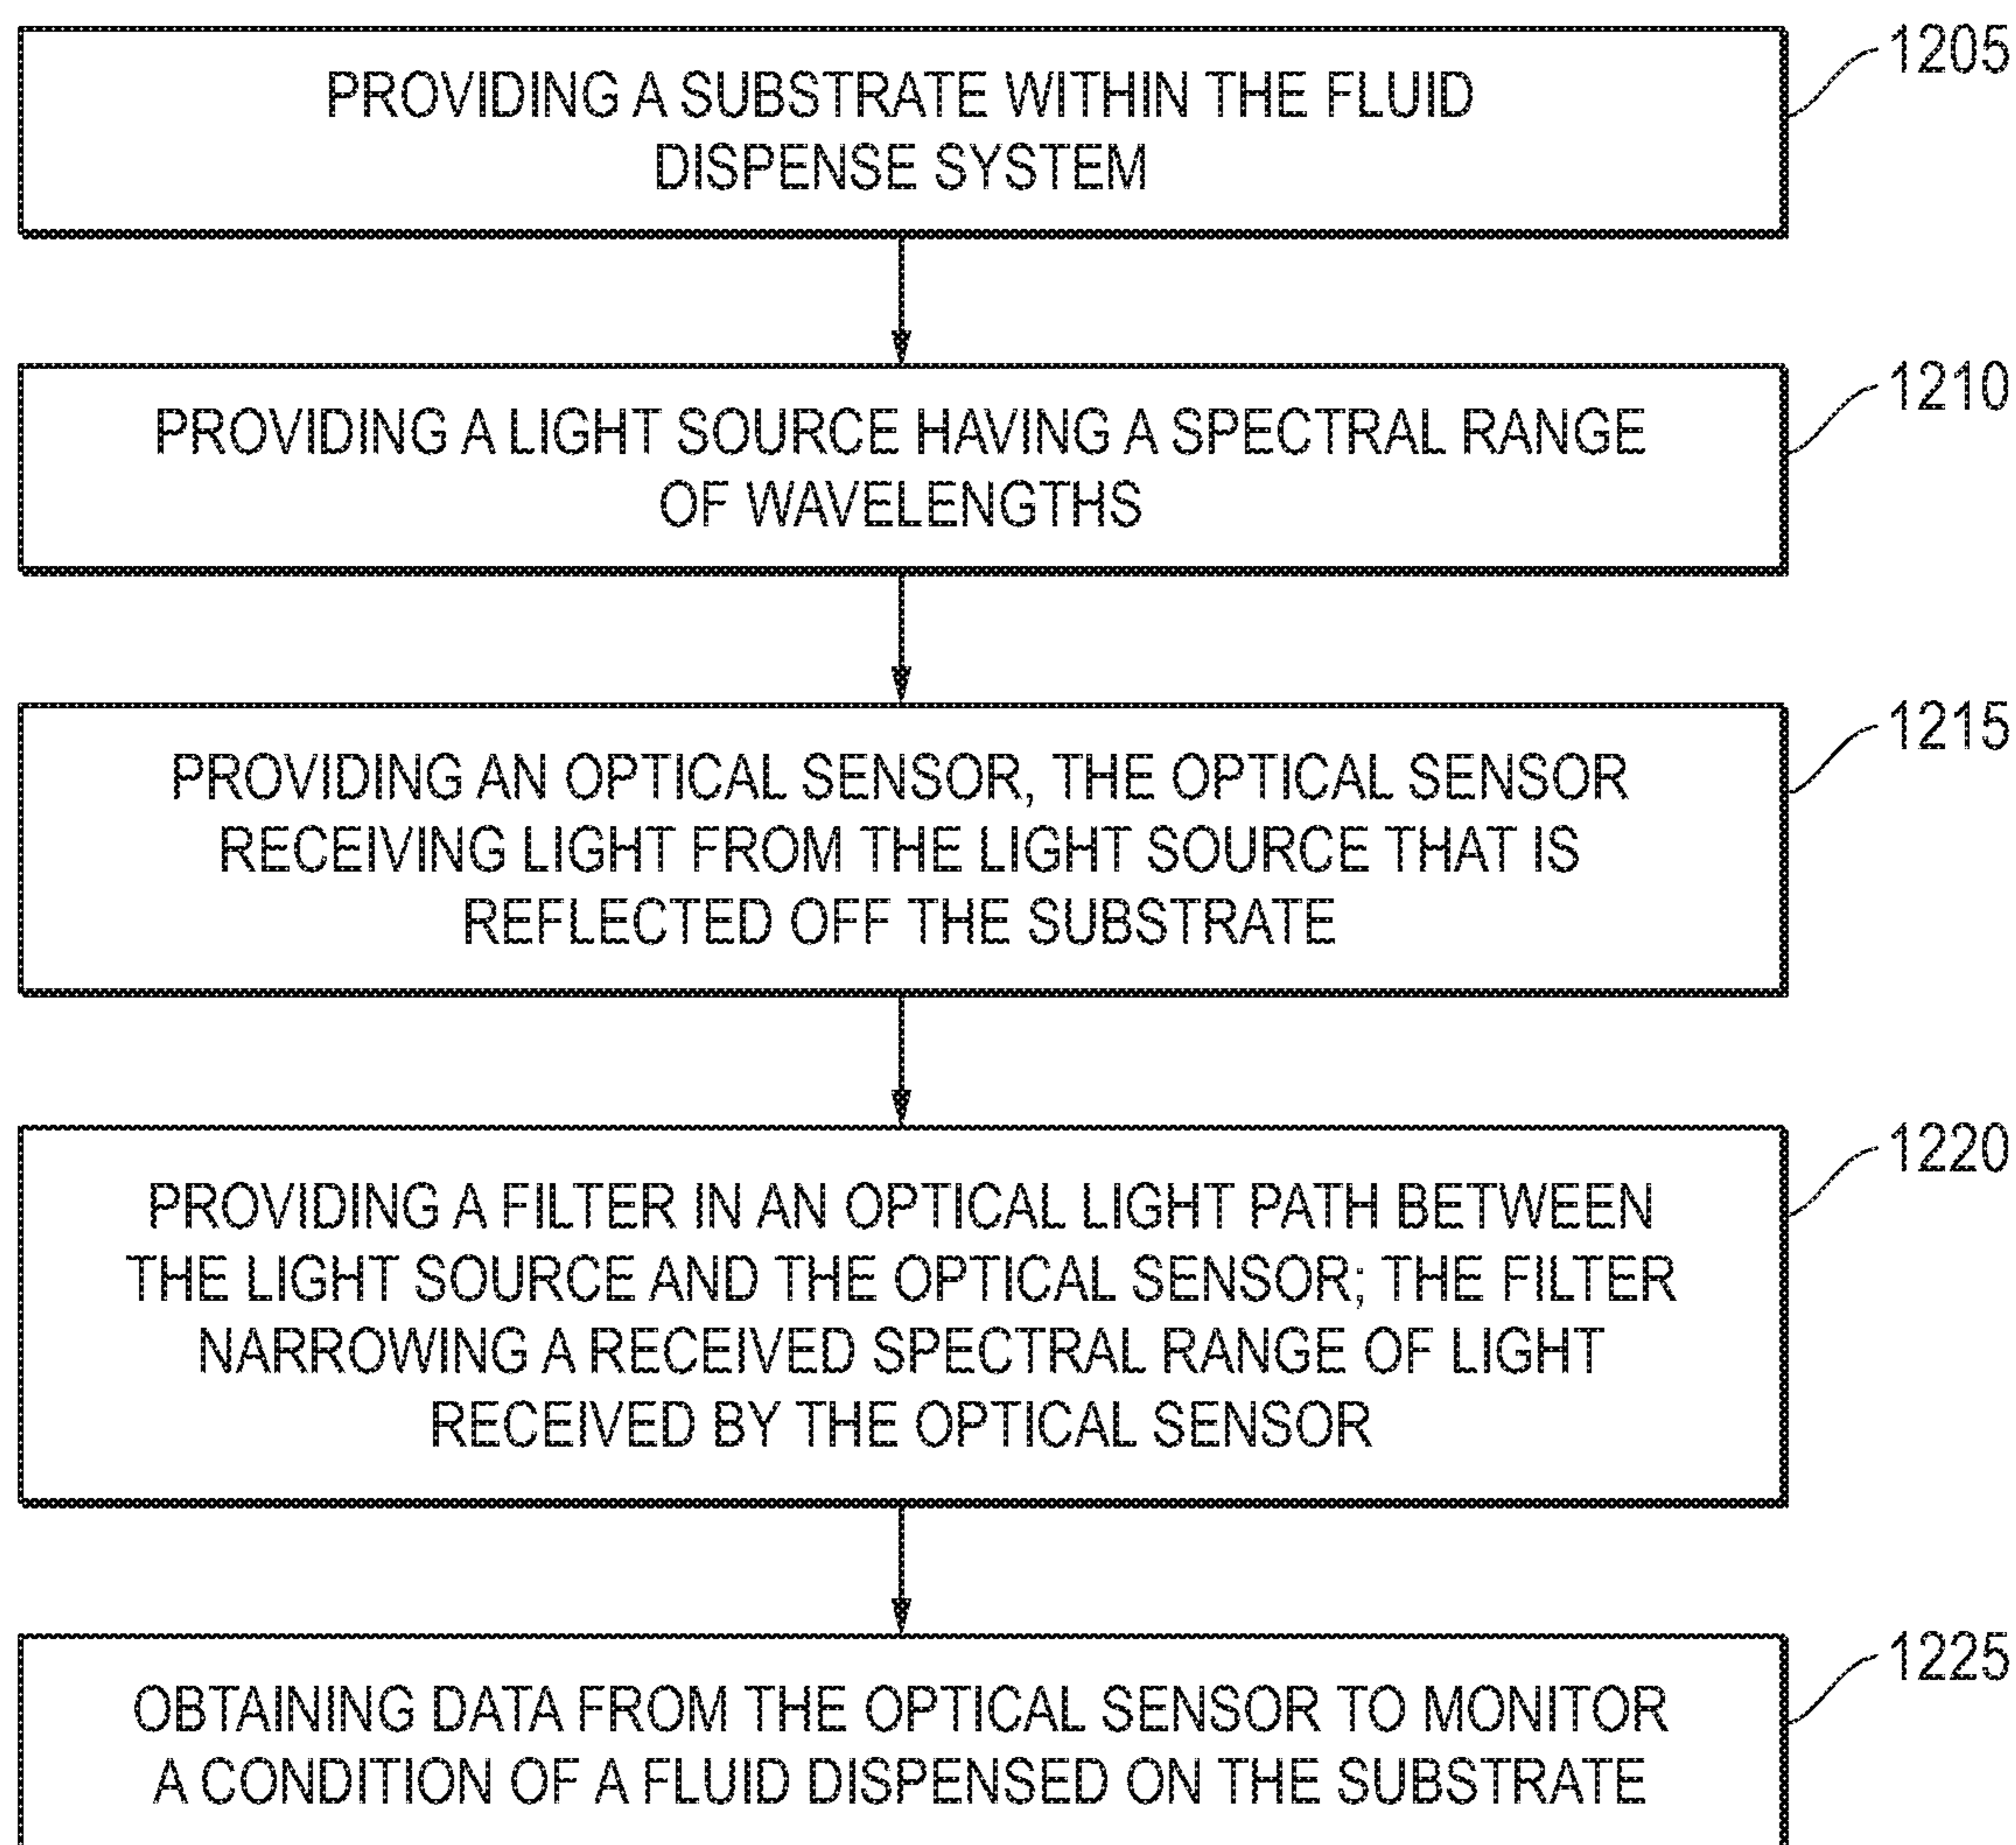 1205
PROVIDING A SUBSTRATE WITHIN THE FLUID
DISPENSE SYSTEM
1210
PROVIDING A LIGHT SOURCE HAVING A SPECTRAL RANGE
OF WAVELENGTHS
1215
PROVIDING AN OPTICAL SENSOR, THE OPTICAL SENSOR
RECEIVING LIGHT FROM THE LIGHT SOURCE THAT IS
REFLECTED OFF THE SUBSTRATE
1220
PROVIDING A FILTER IN AN OPTICAL LIGHT PATH BETWEEN
THE LIGHT SOURCE AND THE OPTICAL SENSOR; THE FILTER
NARROWING A RECEIVED SPECTRAL RANGE OF LIGHT
RECEIVED BY THE OPTICAL SENSOR
1225
OBTAINING DATA FROM THE OPTICAL SENSOR TO MONITOR
A CONDITION OF A FLUID DISPENSED ON THE SUBSTRATE